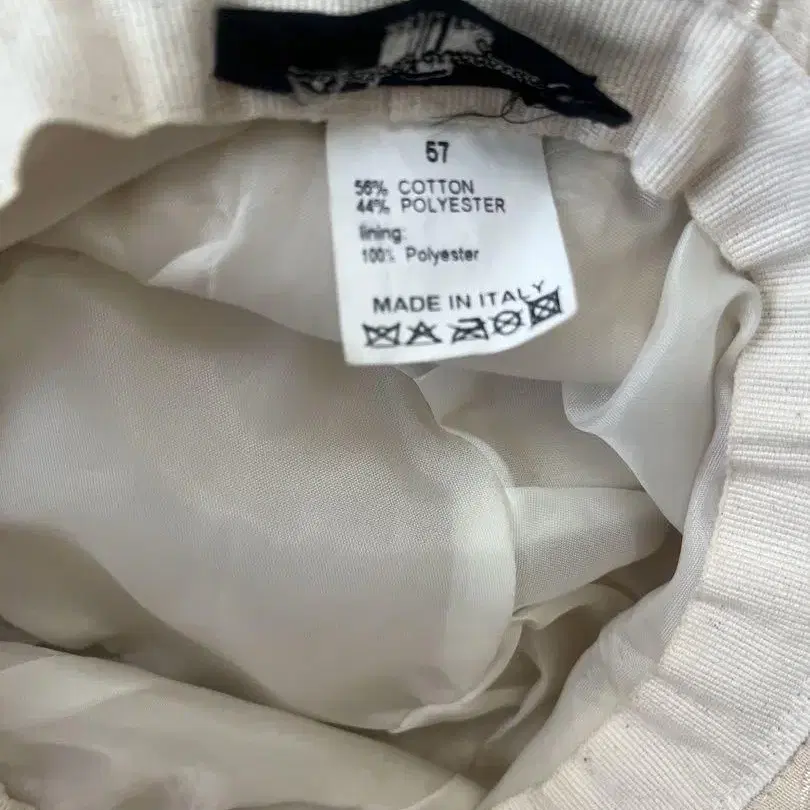 57
56% COTTON
44% POLYESTER
lining:
100% Polyester
MADE IN ITALY